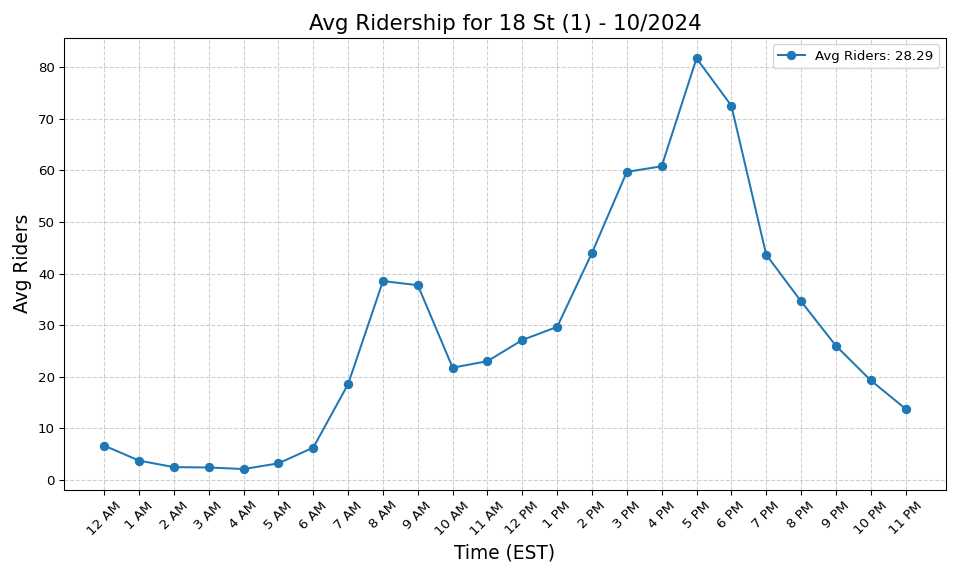 Avg Ridership for 18 St (1) - 10/2024
Avg Riders: 28.29
Avg Riders
80
70
60
50
40
30
20
10
0
12 AM
1 AM
2 AM
3 AM
4 AM
5 AM
6 AM
7 AM
8 AM
9 AM
10 AM
11 AM
12 PM
1 PM
2 PM
3 PM
4 PM
5 PM
6 PM
7 PM
8 PM
9 PM
10 PM
11 PM
Time (EST)